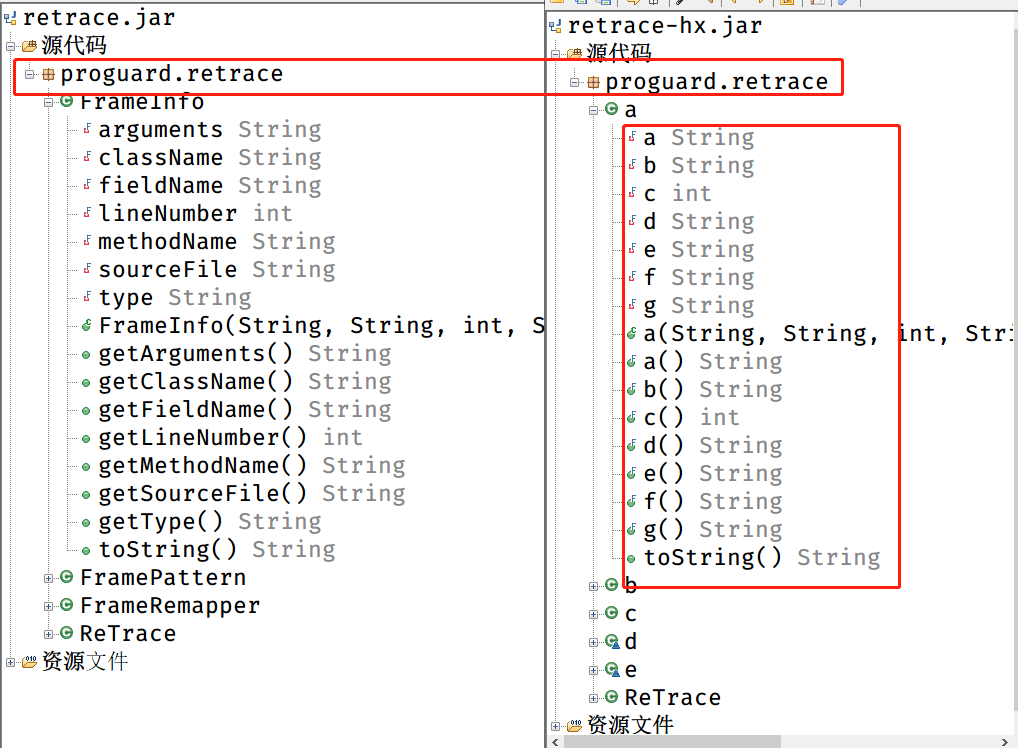 retrace.jar
源代码
proguard.retrace
FrameInfo
arguments String
className String
fieldName String
lineNumber int
methodName String
sourceFile String
type String
FrameInfo(String, String, int, S
getArguments() String
getClassName() String
getFieldName() String
getLineNumber() int
getMethodName() String
getSourceFile() String
getType() String
toString() String
FramePattern
FrameRemapper
ReTrace
资源文件
retrace-hx.jar
源代码
proguard.retrace
a
a String
b String
c int
d String
e String
f String
g String
a(String, String, int, Stri
a() String
b() String
c() int
d() String
e() String
f() String
g() String
toString() String
b
c
d
e
ReTrace
资源文件